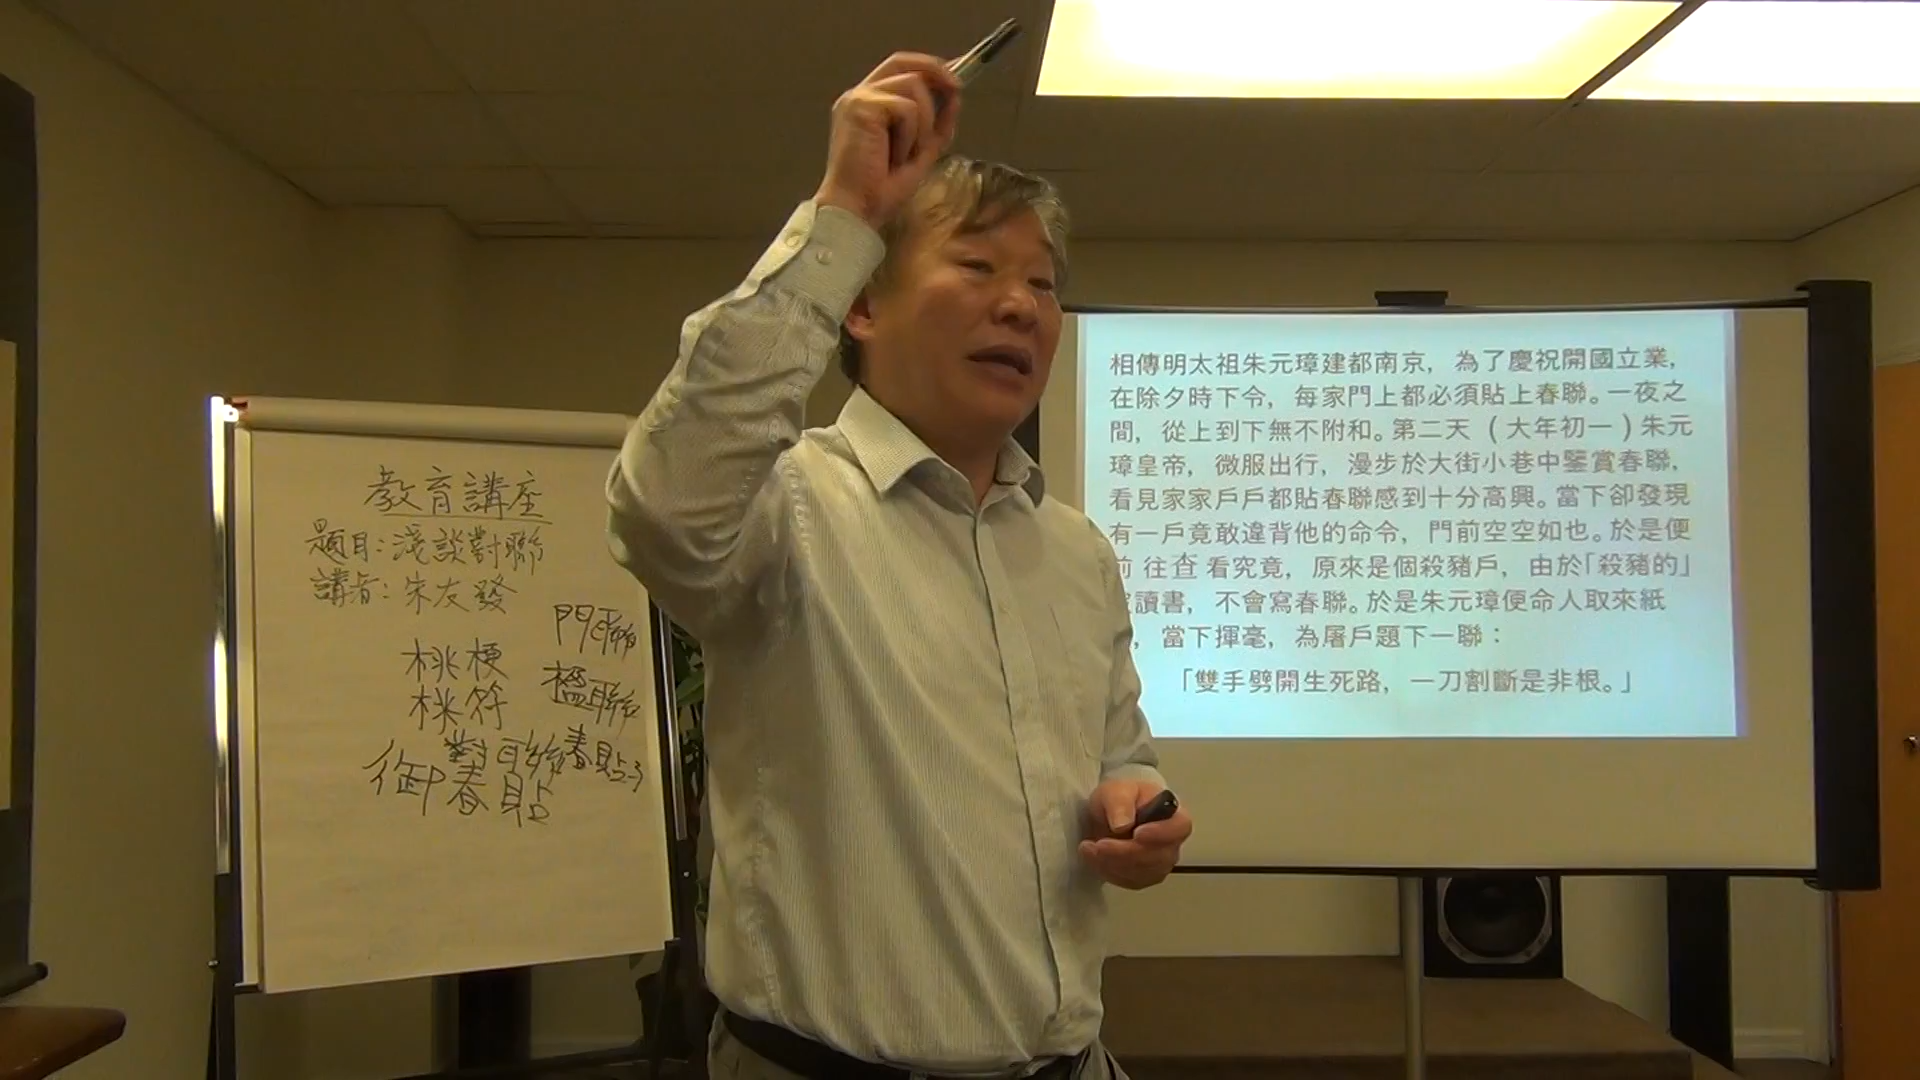 教育講座
題目：淺談對聯
講者：朱友發
門聯
桃梗
楹聯
桃符
對聯春貼子
御春貼
相傳明太祖朱元璋建都南京，為了慶祝開國立業，
在除夕時下令，每家門上都必須貼上春聯。一夜之
間，從上到下無不附和。第二天（大年初一）朱元
璋皇帝，微服出行，漫步於大街小巷中鑒賞春聯，
看見家家戶戶都貼春聯感到十分高興。當下卻發現
有一戶竟敢違背他的命令，門前空空如也。於是便
前往查看究竟，原來是個殺豬戶，由於「殺豬的」
讀書，不會寫春聯。於是朱元璋便命人取來紙
，當下揮毫，為屠戶題下一聯：
「雙手劈開生死路，一刀割斷是非根。」